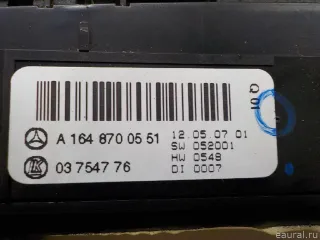 A 164 870 05 51
12.05.07 01
SW 052001
03 7547 76
HW 0548
DI 0007
Q 01
eaural.ru